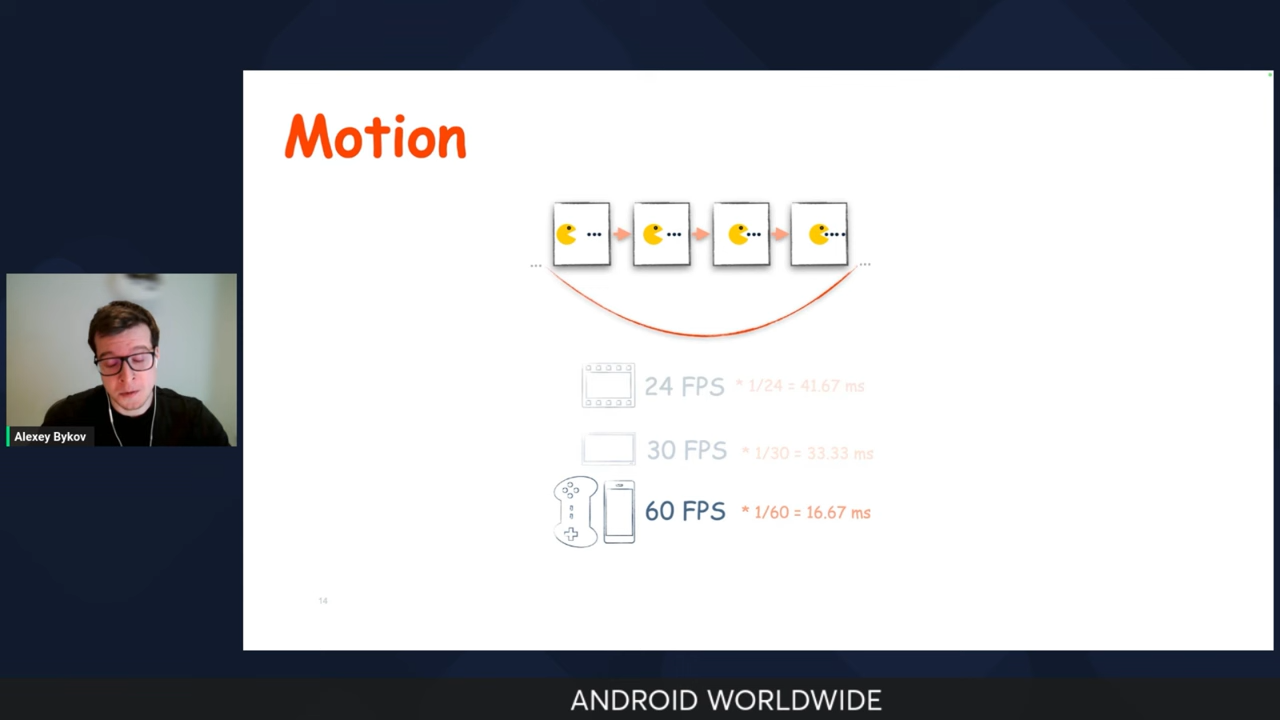 Motion
... ...
24 FPS * 1/24 = 41.67 ms
30 FPS * 1/30 = 33.33 ms
60 FPS * 1/60 = 16.67 ms
14
Alexey Bykov
ANDROID WORLDWIDE